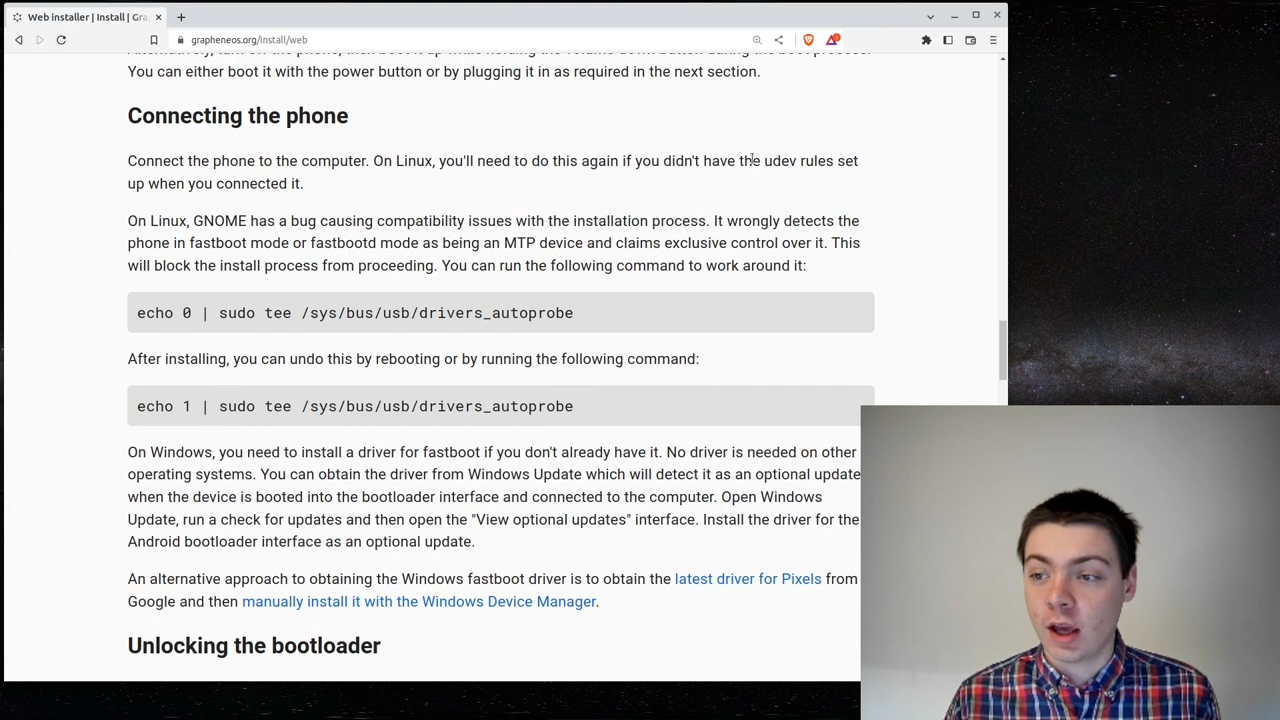 Web installer | Install | Gra
grapheneos.org/install/web
You can either boot it with the power button or by plugging it in as required in the next section.
Connecting the phone
Connect the phone to the computer. On Linux, you'll need to do this again if you didn't have the udev rules set
up when you connected it.
On Linux, GNOME has a bug causing compatibility issues with the installation process. It wrongly detects the
phone in fastboot mode or fastbootd mode as being an MTP device and claims exclusive control over it. This
will block the install process from proceeding. You can run the following command to work around it:
echo 0 | sudo tee /sys/bus/usb/drivers_autoprobe
After installing, you can undo this by rebooting or by running the following command:
echo 1 | sudo tee /sys/bus/usb/drivers_autoprobe
On Windows, you need to install a driver for fastboot if you don't already have it. No driver is needed on other
operating systems. You can obtain the driver from Windows Update which will detect it as an optional update
when the device is booted into the bootloader interface and connected to the computer. Open Windows
Update, run a check for updates and then open the "View optional updates" interface. Install the driver for the
Android bootloader interface as an optional update.
An alternative approach to obtaining the Windows fastboot driver is to obtain the latest driver for Pixels from
Google and then manually install it with the Windows Device Manager.
Unlocking the bootloader